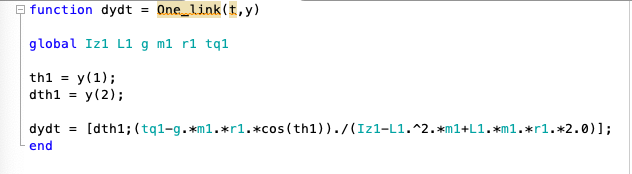 function dydt = One_link(t,y)
global Iz1 L1 g m1 r1 tq1
th1 = y(1);
dth1 = y(2);
dydt = [dth1;(tq1-g.*m1.*r1.*cos(th1))./(Iz1-L1.^2.*m1+L1.*m1.*r1.*2.0)];
end